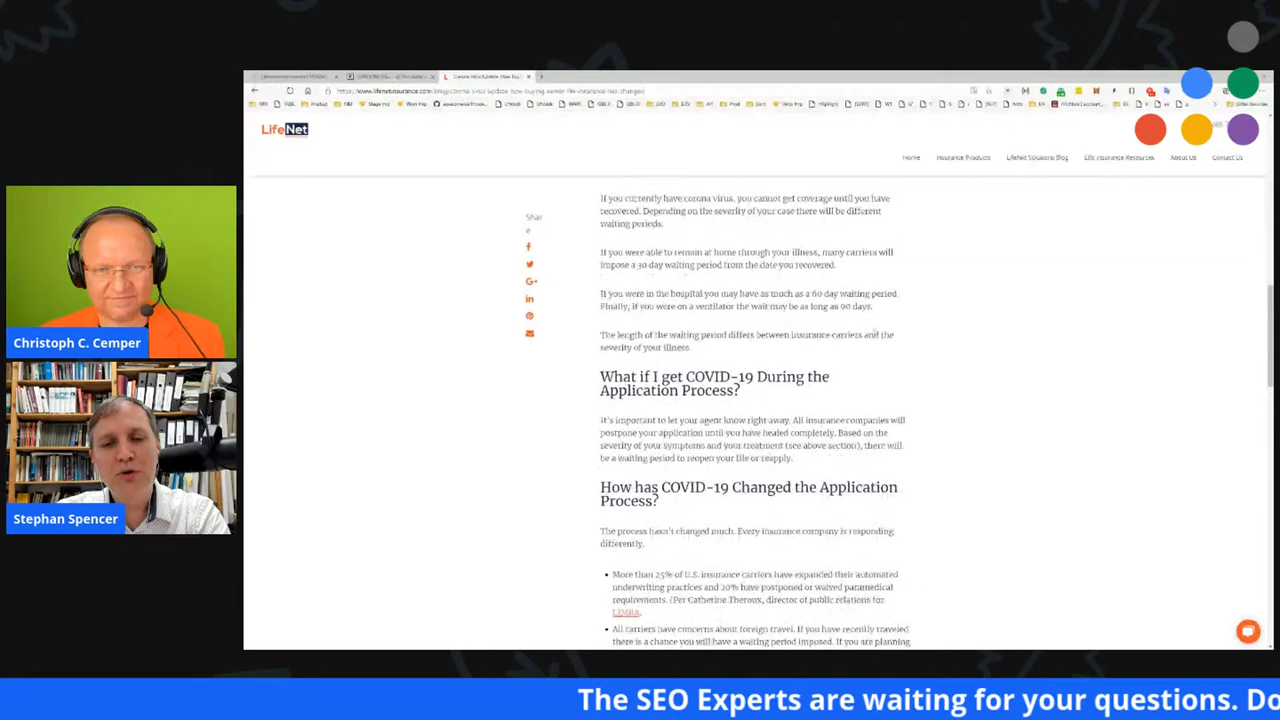 LifeNet
Home
Insurance Products
LifeNet Solutions Blog
Life Insurance Resources
About Us
Contact Us
Shar
e
If you currently have corona virus, you cannot get coverage until you have
recovered. Depending on the severity of your case there will be different
waiting periods.
If you were able to remain at home through your illness, many carriers will
impose a 30 day waiting period from the date you recovered.
If you were in the hospital you may have as much as a 60 day waiting period.
Finally, if you were on a ventilator the wait may be as long as 90 days.
The length of the waiting period differs between insurance carriers and the
severity of your illness.
What if I get COVID-19 During the
Application Process?
It's important to let your agent know right away. All insurance companies will
postpone your application until you have healed completely. Based on the
severity of your symptoms and your treatment (see above section), there will
be a waiting period to reopen your file or reapply.
How has COVID-19 Changed the Application
Process?
The process hasn't changed much. Every insurance company is responding
differently.
More than 25% of U.S. insurance carriers have expanded their automated
underwriting practices and 20% have postponed or waived paramedical
requirements. (Per Catherine Theroux, director of public relations for
LIMRA.
All carriers have concerns about foreign travel. If you have recently traveled
there is a chance you will have a waiting period imposed. If you are planning
Christoph C. Cemper
Stephan Spencer
The SEO Experts are waiting for your questions. Do